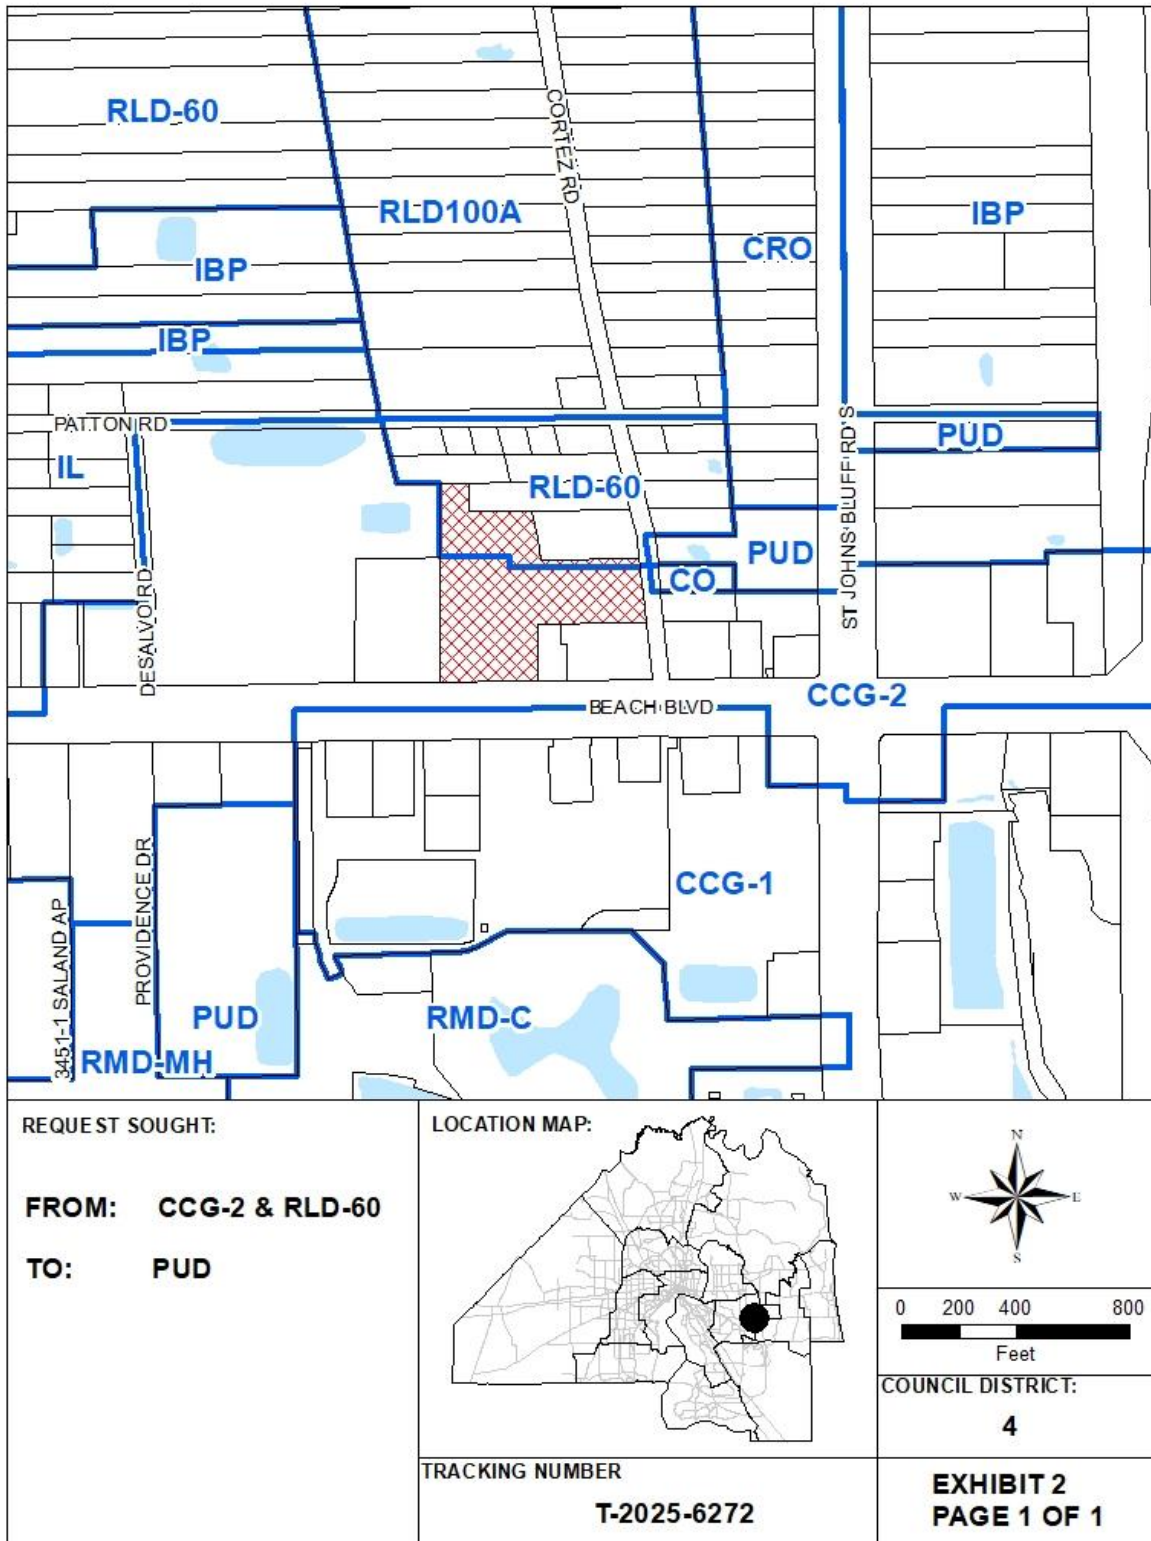 RLD-60
CORTEZ RD
RLD100A
IBP
CRO
IBP
IBP
PATTON RD
PUD
IL
RLD-60
ST JOHNS BLUFF RD S
PUD
CO
DESALVO RD
CCG-2
BEACH BLVD
PROVIDENCE DR
CCG-1
3451-1 SALAND AP
PUD
RMD-C
RMD-MH
REQUEST SOUGHT:
FROM: CCG-2 & RLD-60
TO: PUD
LOCATION MAP:
N
W E
S
0 200 400 800
Feet
COUNCIL DISTRICT:
4
TRACKING NUMBER
T-2025-6272
EXHIBIT 2
PAGE 1 OF 1